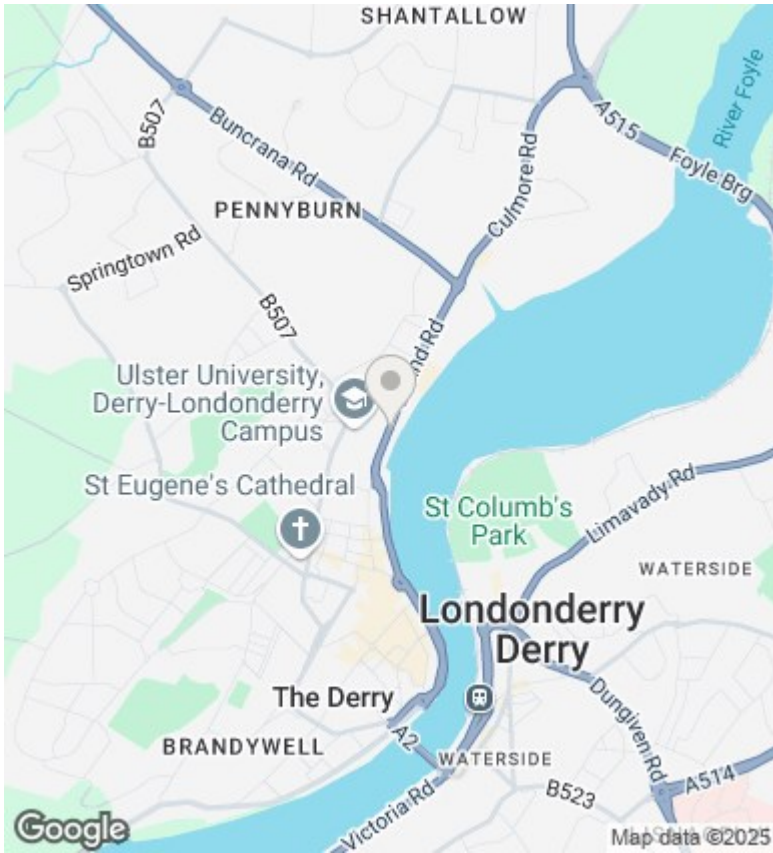 SHANTALLOW
B507
Buncrana Rd
A515
River Foyle
Foyle Brg
Culmore Rd
PENNYBURN
Springtown Rd
B507
Ulster University,
Derry-Londonderry
Campus
St Eugene's Cathedral
St Columb's
Park
Limavady Rd
WATERSIDE
Londonderry
Derry
The Derry
Dungiven Rd
BRANDYWELL
A2
WATERSIDE
A514
B523
Victoria Rd
Google
Map data ©2025